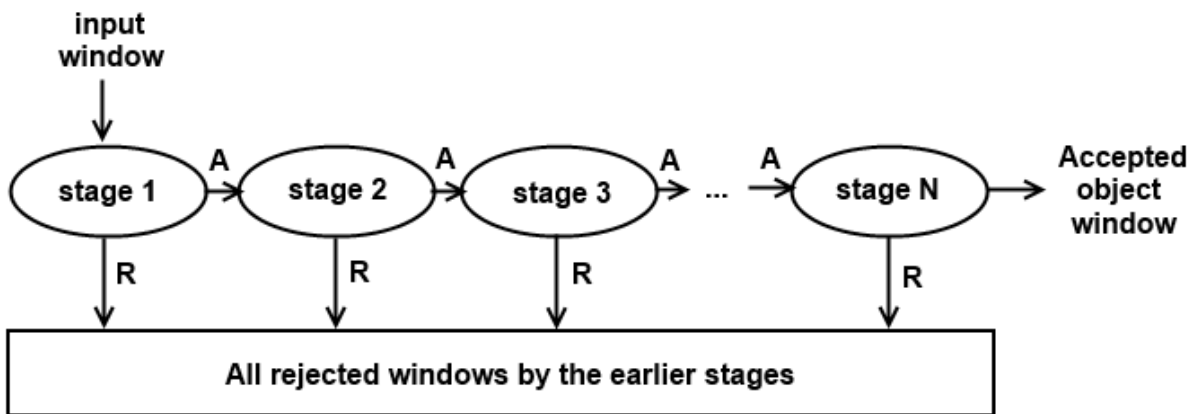 input
window
A
A
A
A
stage 1
stage 2
stage 3
...
stage N
Accepted
object
window
R
R
R
R
All rejected windows by the earlier stages